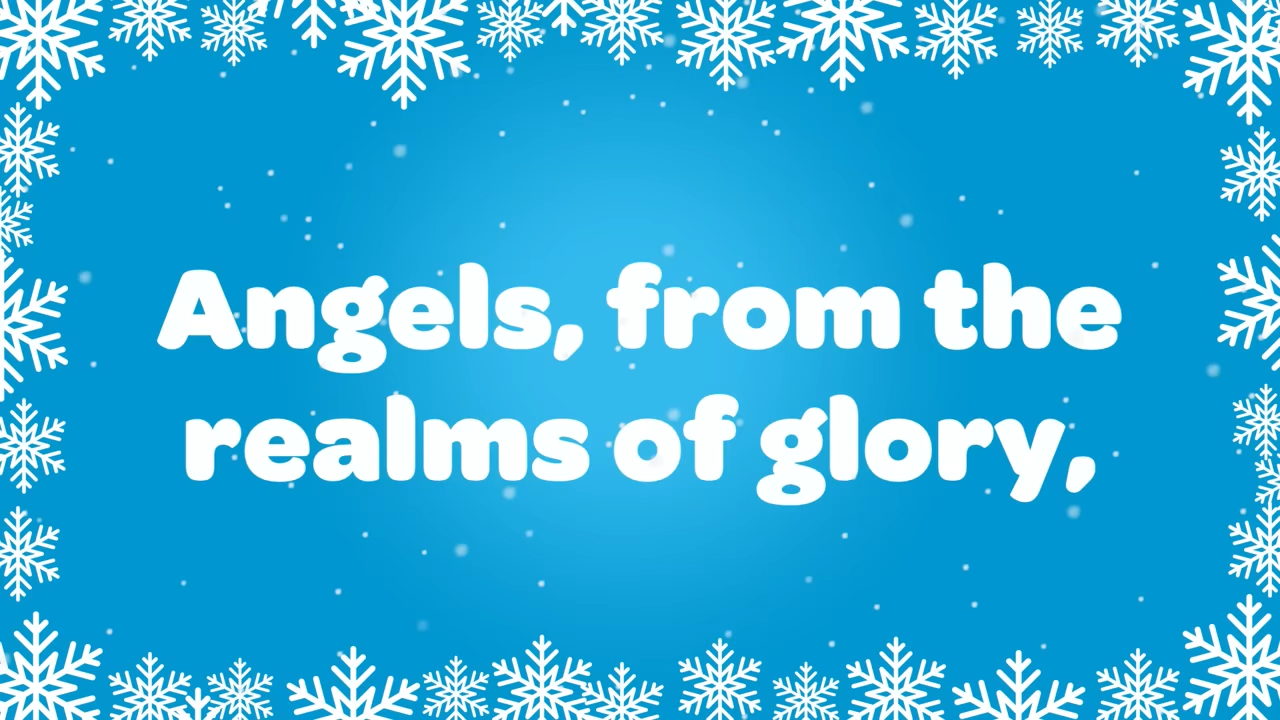 Angels, from the
realms of glory,